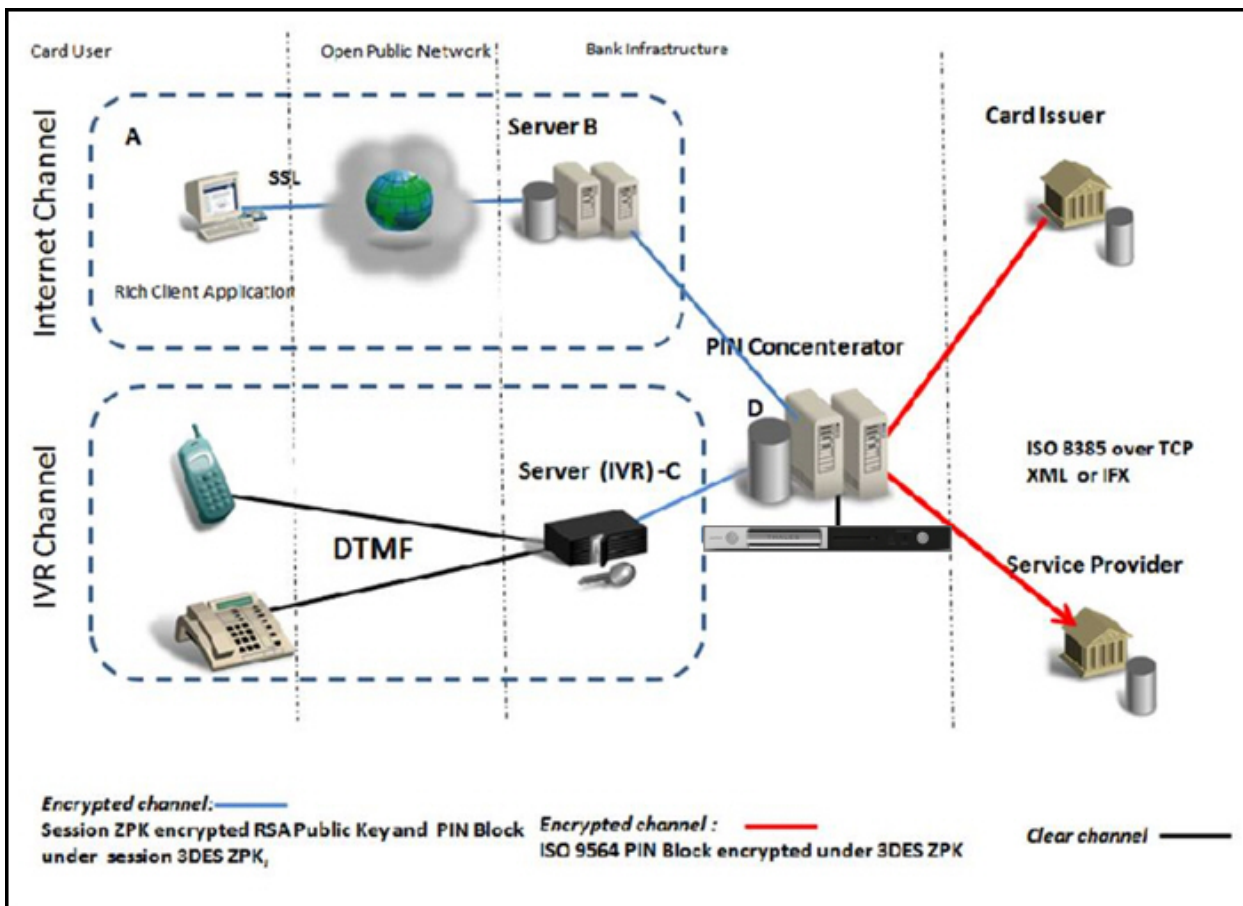 Card User
Open Public Network
Bank Infrastructure
Internet Channel
A
SSL
Server B
Card Issuer
Rich Client Application
PIN Concenterator
D
ISO 8385 over TCP
XML or IFX
IVR Channel
Server (IVR) -C
DTMF
THALES
Service Provider
Encrypted channel:
Session ZPK encrypted RSA Public Key and PIN Block
under session 3DES ZPK,
Encrypted channel :
ISO 9564 PIN Block encrypted under 3DES ZPK
Clear channel